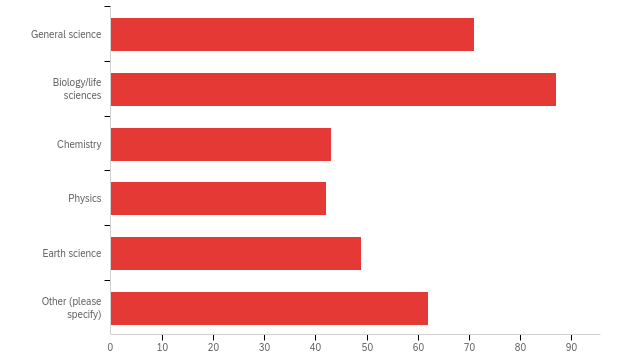 General science
Biology/life
sciences
Chemistry
Physics
Earth science
Other (please
specify)
0 10 20 30 40 50 60 70 80 90